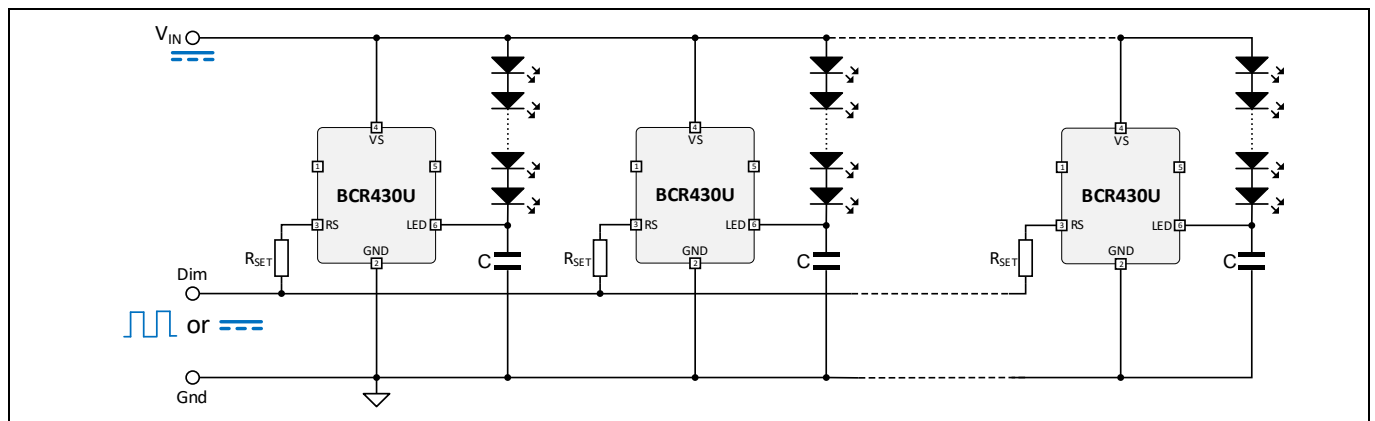 VIN
4
VS
1
5
BCR430U
3
RS
LED
6
GND
2
RSET
C
4
VS
1
5
BCR430U
3
RS
LED
6
GND
2
RSET
C
4
VS
1
5
BCR430U
3
RS
LED
6
GND
2
RSET
C
Dim
or
Gnd